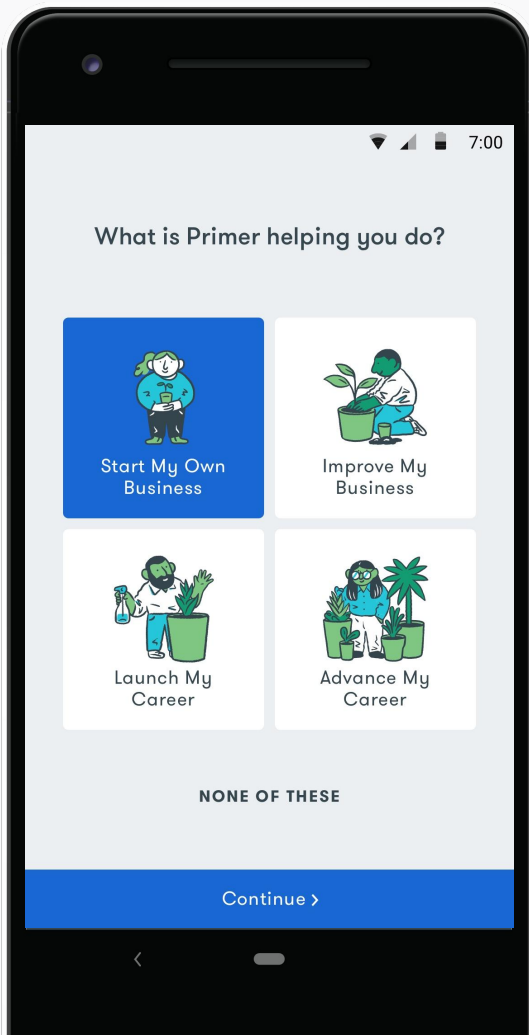 7:00
What is Primer helping you do?
Start My Own
Business
Improve My
Business
Launch My
Career
Advance My
Career
NONE OF THESE
Continue ›